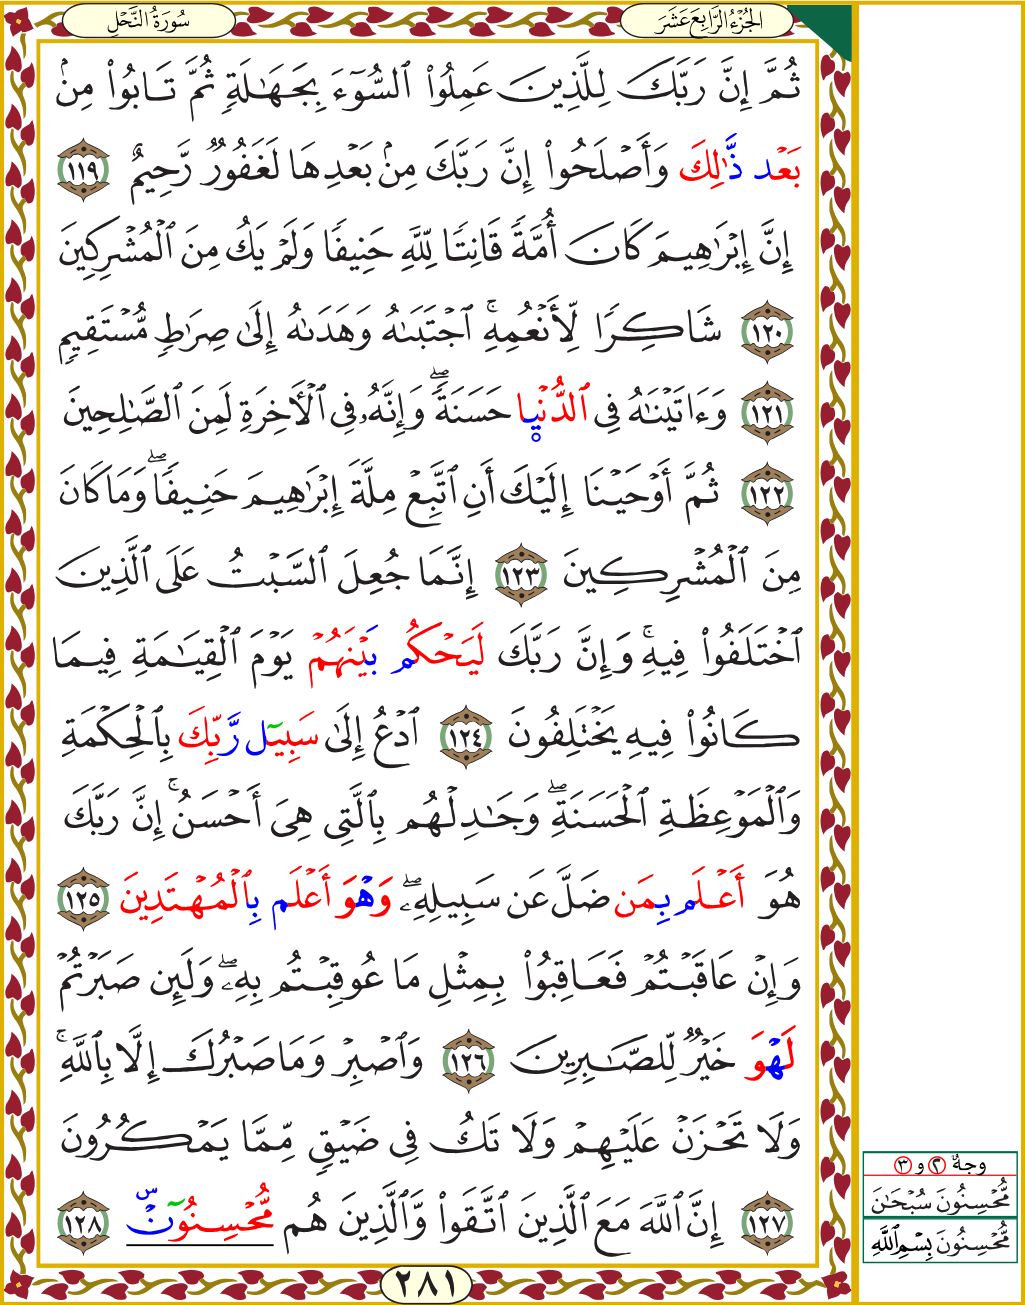 سُورَةُ النَّحْلِ
الجُزْءُ الرَّابِعَ عَشَرَ
ثُمَّ إِنَّ رَبَّكَ لِلَّذِينَ عَمِلُوا۟ ٱلسُّوٓءَ بِجَهَٰلَةٍ ثُمَّ تَابُوا۟ مِنۢ
بَعْد ذَّٰلِكَ وَأَصْلَحُوٓا۟ إِنَّ رَبَّكَ مِنۢ بَعْدِهَا لَغَفُورٌ رَّحِيمٌ ١١٩
إِنَّ إِبْرَٰهِيمَ كَانَ أُمَّةً قَانِتًا لِّلَّهِ حَنِيفًا وَلَمْ يَكُ مِنَ ٱلْمُشْرِكِينَ
١٢٠ شَاكِرًا لِّأَنْعُمِهِ ۚ ٱجْتَبَىٰهُ وَهَدَىٰهُ إِلَىٰ صِرَٰطٍ مُّسْتَقِيمٍ
١٢١ وَءَاتَيْنَٰهُ فِى ٱلدُّنْيَا حَسَنَةً ۖ وَإِنَّهُۥ فِى ٱلْأَخِرَةِ لَمِنَ ٱلصَّٰلِحِينَ
١٢٢ ثُمَّ أَوْحَيْنَا إِلَيْكَ أَنِ ٱتَّبِعْ مِلَّةَ إِبْرَٰهِيمَ حَنِيفًا ۖ وَمَا كَانَ
مِنَ ٱلْمُشْرِكِينَ ١٢٣ إِنَّمَا جُعِلَ ٱلسَّبْتُ عَلَى ٱلَّذِينَ
ٱخْتَلَفُوا۟ فِيهِ ۚ وَإِنَّ رَبَّكَ لَيَحْكُم بَيْنَهُمْ يَوْمَ ٱلْقِيَٰمَةِ فِيمَا
كَانُوا۟ فِيهِ يَخْتَلِفُونَ ١٢٤ ٱدْعُ إِلَىٰ سَبِيٓل رَّبِّكَ بِٱلْحِكْمَةِ
وَٱلْمَوْعِظَةِ ٱلْحَسَنَةِ ۖ وَجَٰدِلْهُم بِٱلَّتِى هِىَ أَحْسَنُ ۚ إِنَّ رَبَّكَ
هُوَ أَعْلَم بِمَن ضَلَّ عَن سَبِيلِهِۦ ۖ وَهْوَ أَعْلَم بِٱلْمُهْتَدِينَ ١٢٥
وَإِنْ عَاقَبْتُمْ فَعَاقِبُوا۟ بِمِثْلِ مَا عُوقِبْتُم بِهِۦ ۖ وَلَئِن صَبَرْتُمْ
لَهْوَ خَيْرٌ لِّلصَّٰبِرِينَ ١٢٦ وَٱصْبِرْ وَمَا صَبْرُكَ إِلَّا بِٱللَّهِ ۚ
وَلَا تَحْزَنْ عَلَيْهِمْ وَلَا تَكُ فِى ضَيْقٍ مِّمَّا يَمْكُرُونَ
١٢٧ إِنَّ ٱللَّهَ مَعَ ٱلَّذِينَ ٱتَّقَوا۟ وَّٱلَّذِينَ هُم مُّحْسِنُوٓنَ ۜ ١٢٨
وجهٌ ٢ و ٣
مُّحْسِنُونَ سُبْحَٰنَ
مُّحْسِنُونَ بِسْمِ ٱللَّهِ
٢٨١